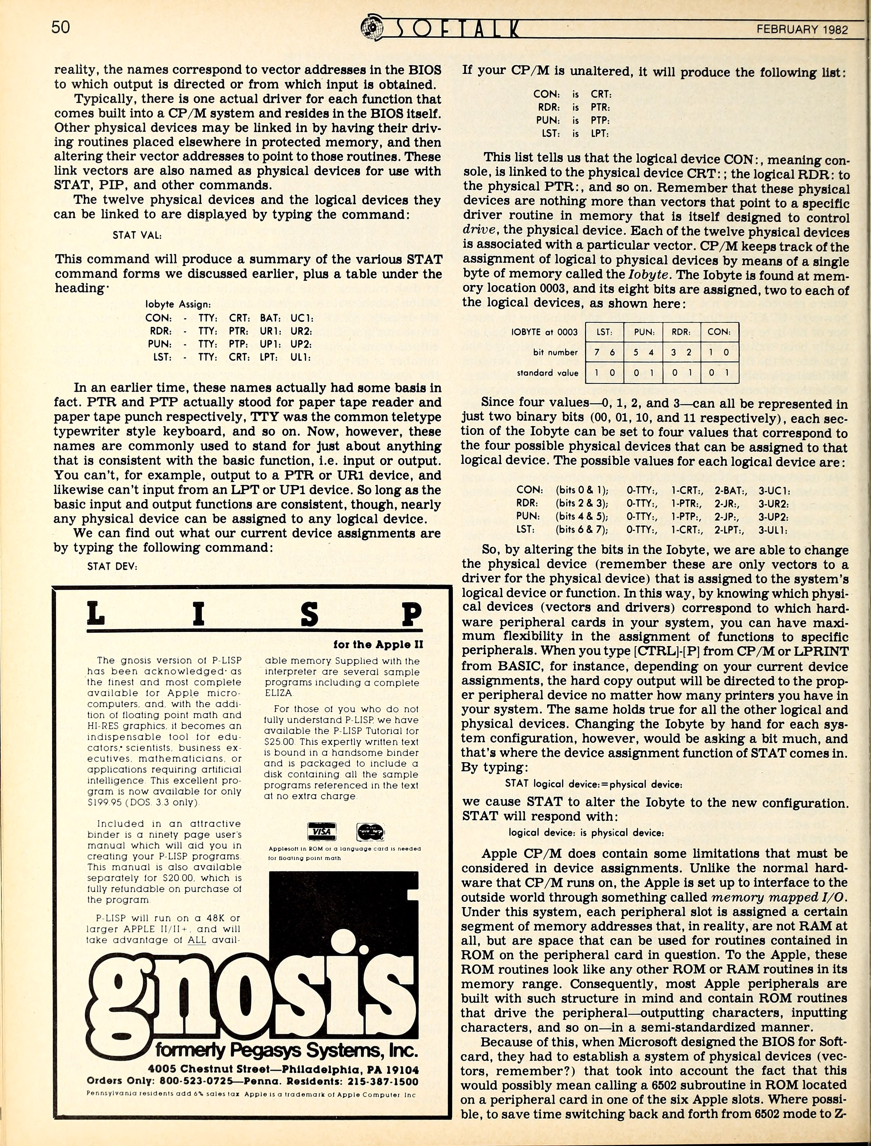 50
SOFTALK
FEBRUARY 1982
reality, the names correspond to vector addresses in the BIOS
to which output is directed or from which input is obtained.
Typically, there is one actual driver for each function that
comes built into a CP/M system and resides in the BIOS itself.
Other physical devices may be linked in by having their driv-
ing routines placed elsewhere in protected memory, and then
altering their vector addresses to point to those routines. These
link vectors are also named as physical devices for use with
STAT, PIP, and other commands.
The twelve physical devices and the logical devices they
can be linked to are displayed by typing the command:
STAT VAL:
This command will produce a summary of the various STAT
command forms we discussed earlier, plus a table under the
heading·
Iobyte Assign:
CON: - TTY: CRT: BAT: UC1:
RDR: - TTY: PTR: UR1: UR2:
PUN: - TTY: PTP: UP1: UP2:
LST: - TTY: CRT: LPT: UL1:
In an earlier time, these names actually had some basis in
fact. PTR and PTP actually stood for paper tape reader and
paper tape punch respectively, TTY was the common teletype
typewriter style keyboard, and so on. Now, however, these
names are commonly used to stand for just about anything
that is consistent with the basic function, i.e. input or output.
You can't, for example, output to a PTR or UR1 device, and
likewise can't input from an LPT or UP1 device. So long as the
basic input and output functions are consistent, though, nearly
any physical device can be assigned to any logical device.
We can find out what our current device assignments are
by typing the following command:
STAT DEV:
LISP
for the Apple II
The gnosis version of P-LISP
has been acknowledged as
the finest and most complete
available for Apple micro-
computers, and, with the addi-
tion of floating point math and
HI-RES graphics, it becomes an
indispensable tool for edu-
cators, scientists, business ex-
ecutives, mathematicians, or
applications requiring artificial
intelligence. This excellent pro-
gram is now available for only
$199.95 (DOS. 3.3 only).
Included in an attractive
binder is a ninety page user's
manual which will aid you in
creating your P-LISP programs.
This manual is also available
separately for $20.00, which is
fully refundable on purchase of
the program
P-LISP will run on a 48K or
larger APPLE II/II+, and will
take advantage of ALL avail-
able memory Supplied with the
interpreter are several sample
programs including a complete
ELIZA
For those of you who do not
fully understand P-LISP, we have
available the P-LISP Tutorial for
$25.00. This expertly written text
is bound in a handsome binder
and is packaged to include a
disk containing all the sample
programs referenced in the text
at no extra charge
VISA
Applesoft in ROM or a language card is needed
for floating point math
gnosis
formerly Pegasys Systems, Inc.
4005 Chestnut Street—Philadelphia, PA 19104
Orders Only: 800-523-0725—Penna. Residents: 215-387-1500
Pennsylvania residents add 6% sales tax Apple is a trademark of Apple Computer Inc
If your CP/M is unaltered, it will produce the following list:
CON: is CRT:
RDR: is PTR:
PUN: is PTP:
LST: is LPT:
This list tells us that the logical device CON:, meaning con-
sole, is linked to the physical device CRT:; the logical RDR: to
the physical PTR:, and so on. Remember that these physical
devices are nothing more than vectors that point to a specific
driver routine in memory that is itself designed to control
drive, the physical device. Each of the twelve physical devices
is associated with a particular vector. CP/M keeps track of the
assignment of logical to physical devices by means of a single
byte of memory called the Iobyte. The Iobyte is found at mem-
ory location 0003, and its eight bits are assigned, two to each of
the logical devices, as shown here:
IOBYTE at 0003 LST: PUN: RDR: CON:
bit number 7 6 5 4 3 2 1 0
standard value 1 0 0 1 0 1 0 1
Since four values—0, 1, 2, and 3—can all be represented in
just two binary bits (00, 01, 10, and 11 respectively), each sec-
tion of the Iobyte can be set to four values that correspond to
the four possible physical devices that can be assigned to that
logical device. The possible values for each logical device are:
CON: (bits 0 & 1); 0-TTY:, 1-CRT:, 2-BAT:, 3-UC1:
RDR: (bits 2 & 3); 0-TTY:, 1-PTR:, 2-JR:, 3-UR2:
PUN: (bits 4 & 5); 0-TTY:, 1-PTP:, 2-JP:, 3-UP2:
LST: (bits 6 & 7); 0-TTY:, 1-CRT:, 2-LPT:, 3-UL1:
So, by altering the bits in the Iobyte, we are able to change
the physical device (remember these are only vectors to a
driver for the physical device) that is assigned to the system's
logical device or function. In this way, by knowing which physi-
cal devices (vectors and drivers) correspond to which hard-
ware peripheral cards in your system, you can have maxi-
mum flexibility in the assignment of functions to specific
peripherals. When you type [CTRL]-[P] from CP/M or LPRINT
from BASIC, for instance, depending on your current device
assignments, the hard copy output will be directed to the prop-
er peripheral device no matter how many printers you have in
your system. The same holds true for all the other logical and
physical devices. Changing the Iobyte by hand for each sys-
tem configuration, however, would be asking a bit much, and
that's where the device assignment function of STAT comes in.
By typing:
STAT logical device:=physical device:
we cause STAT to alter the Iobyte to the new configuration.
STAT will respond with:
logical device: is physical device:
Apple CP/M does contain some limitations that must be
considered in device assignments. Unlike the normal hard-
ware that CP/M runs on, the Apple is set up to interface to the
outside world through something called memory mapped I/O.
Under this system, each peripheral slot is assigned a certain
segment of memory addresses that, in reality, are not RAM at
all, but are space that can be used for routines contained in
ROM on the peripheral card in question. To the Apple, these
ROM routines look like any other ROM or RAM routines in its
memory range. Consequently, most Apple peripherals are
built with such structure in mind and contain ROM routines
that drive the peripheral—outputting characters, inputting
characters, and so on—in a semi-standardized manner.
Because of this, when Microsoft designed the BIOS for Soft-
card, they had to establish a system of physical devices (vec-
tors, remember?) that took into account the fact that this
would possibly mean calling a 6502 subroutine in ROM located
on a peripheral card in one of the six Apple slots. Where possi-
ble, to save time switching back and forth from 6502 mode to Z-